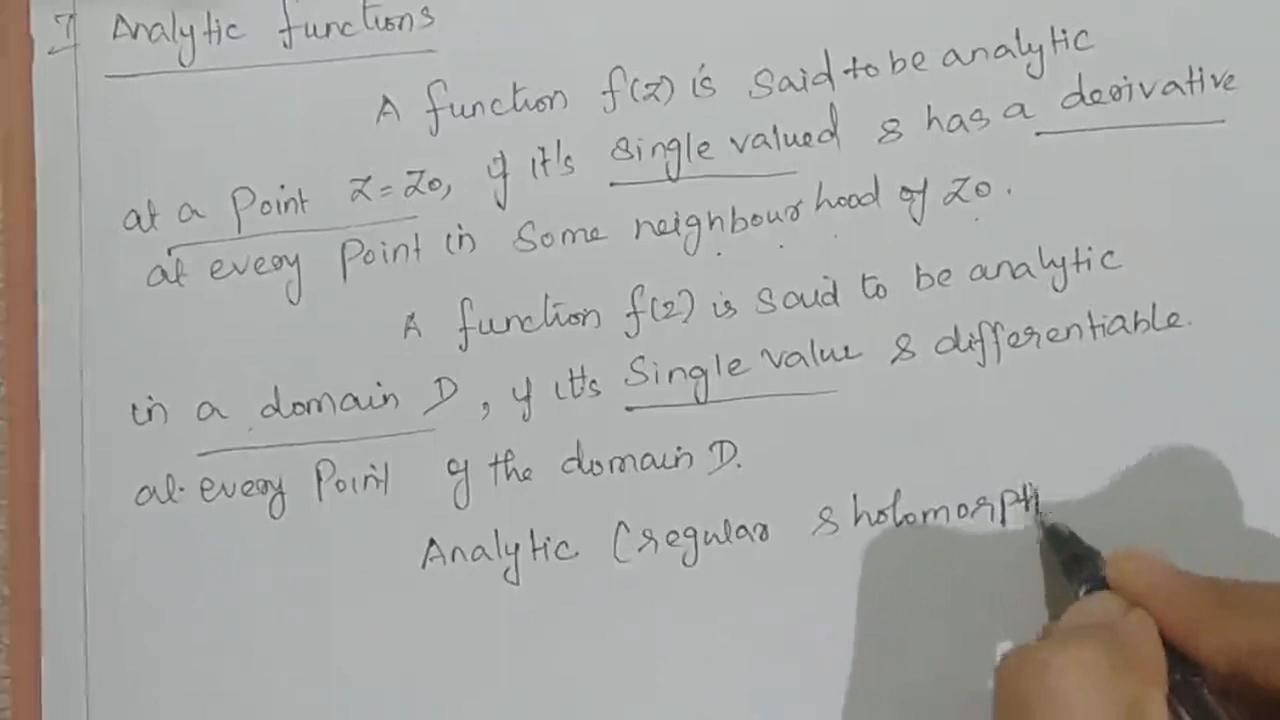 I Analytic functions
A function f(z) is said to be analytic
at a point z=z0, if it's single valued & has a derivative
at every point in some neighbourhood of z0.
A function f(z) is said to be analytic
in a domain D, if it's single value & differentiable.
at every point of the domain D.
Analytic (regular & holomorphi